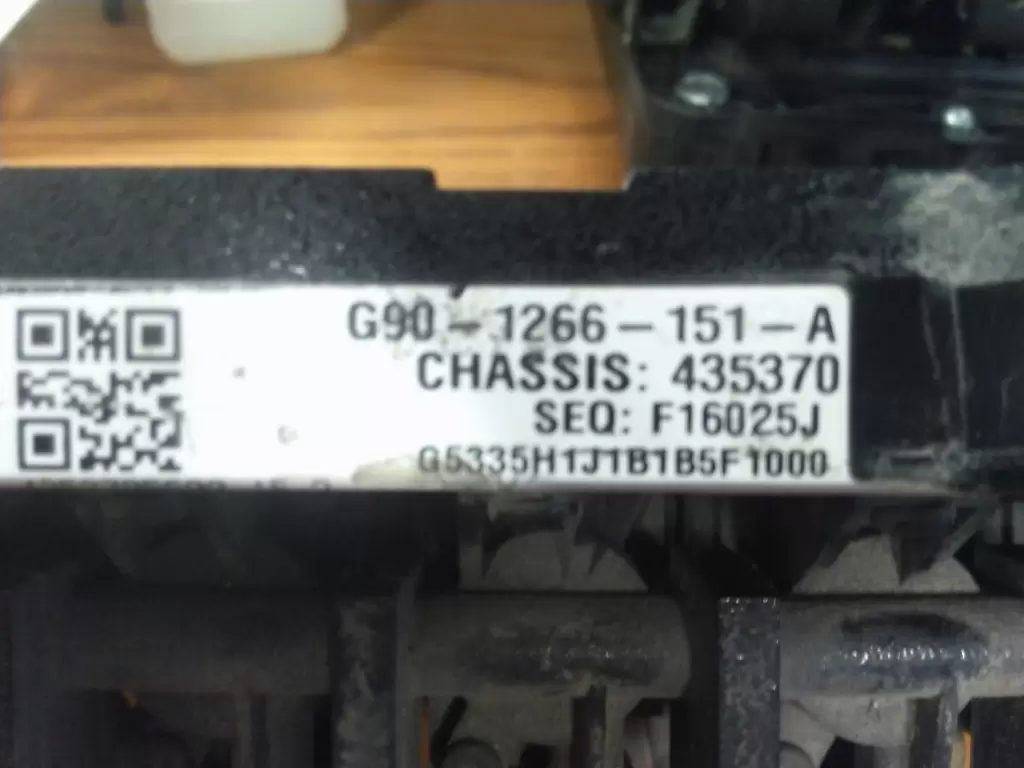 G90-1266-151-A
CHASSIS: 435370
SEQ: F16025J
G5335H1J1B1B5F1000